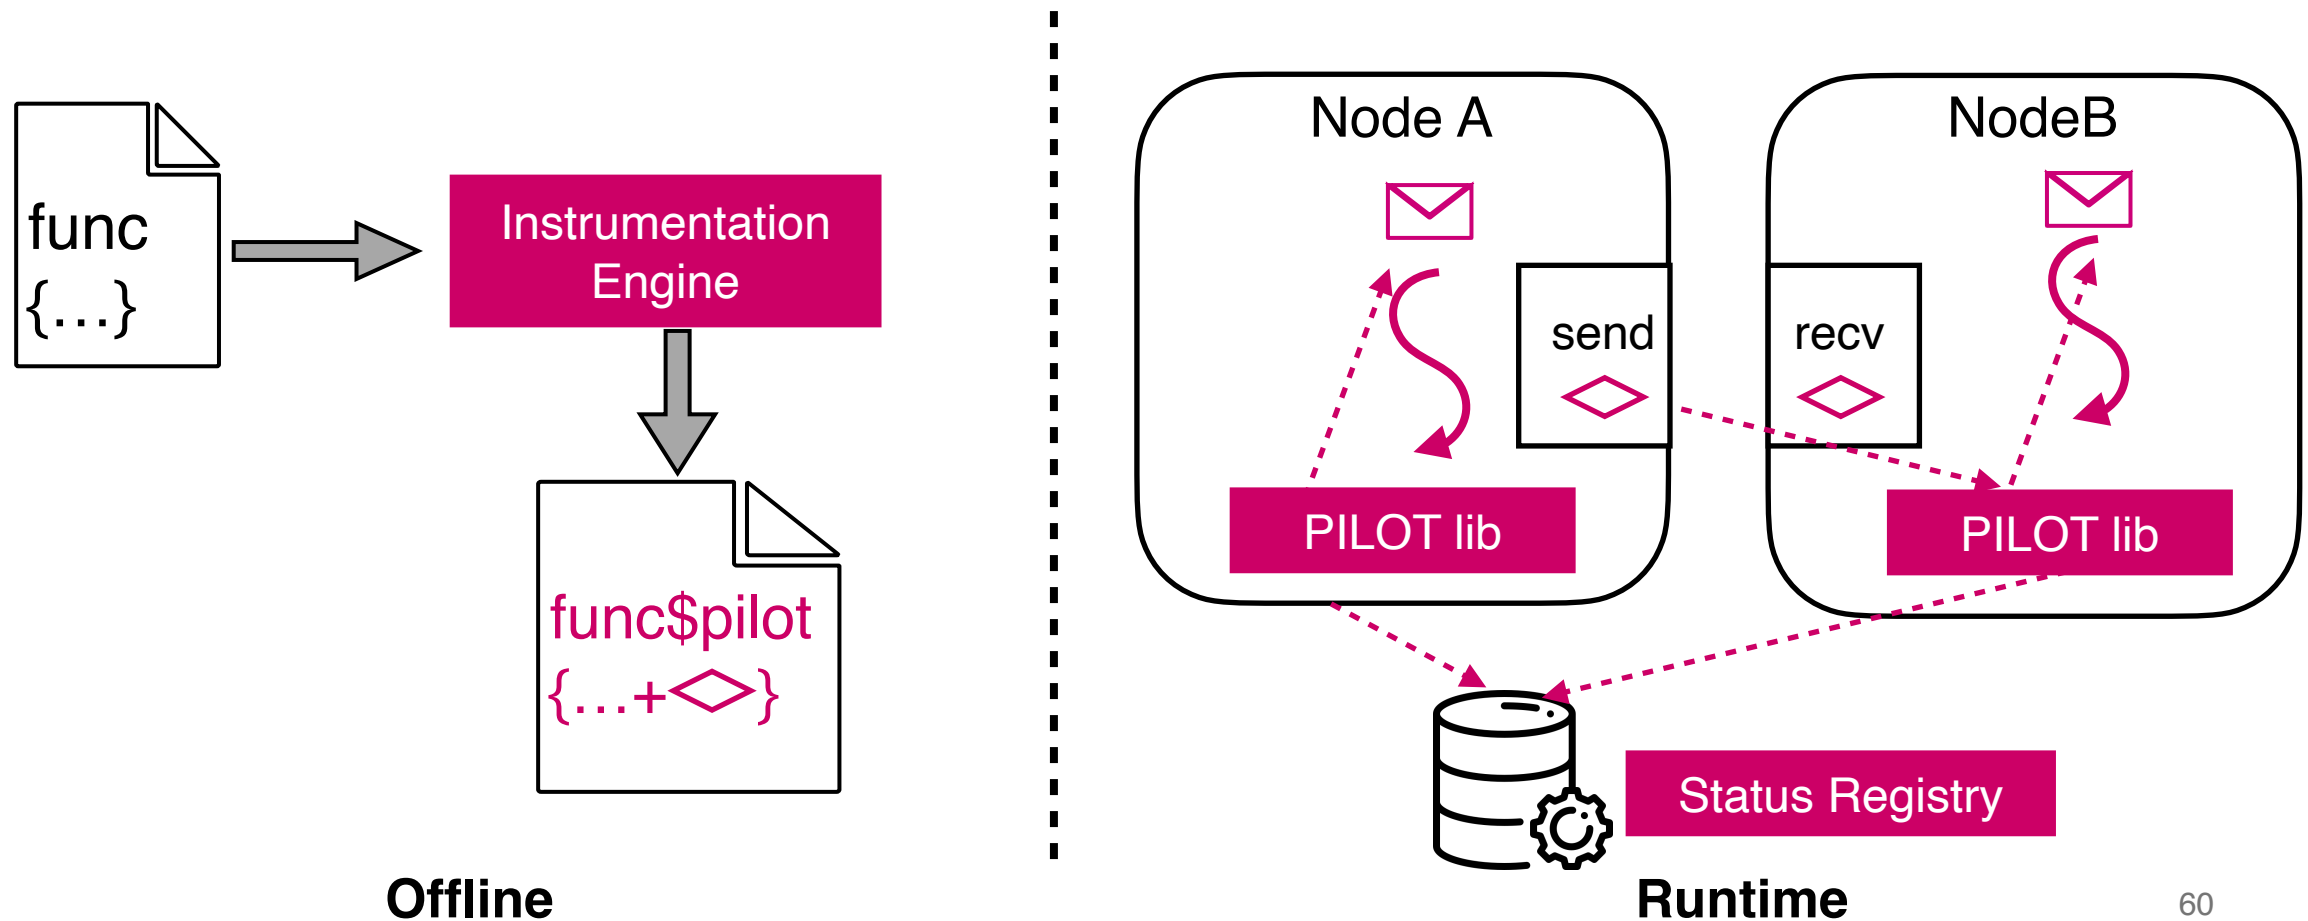 func
{...}
Instrumentation
Engine
func$pilot
{...+◇}
Offline
Node A
send
PILOT lib
NodeB
recv
PILOT lib
Status Registry
Runtime
60